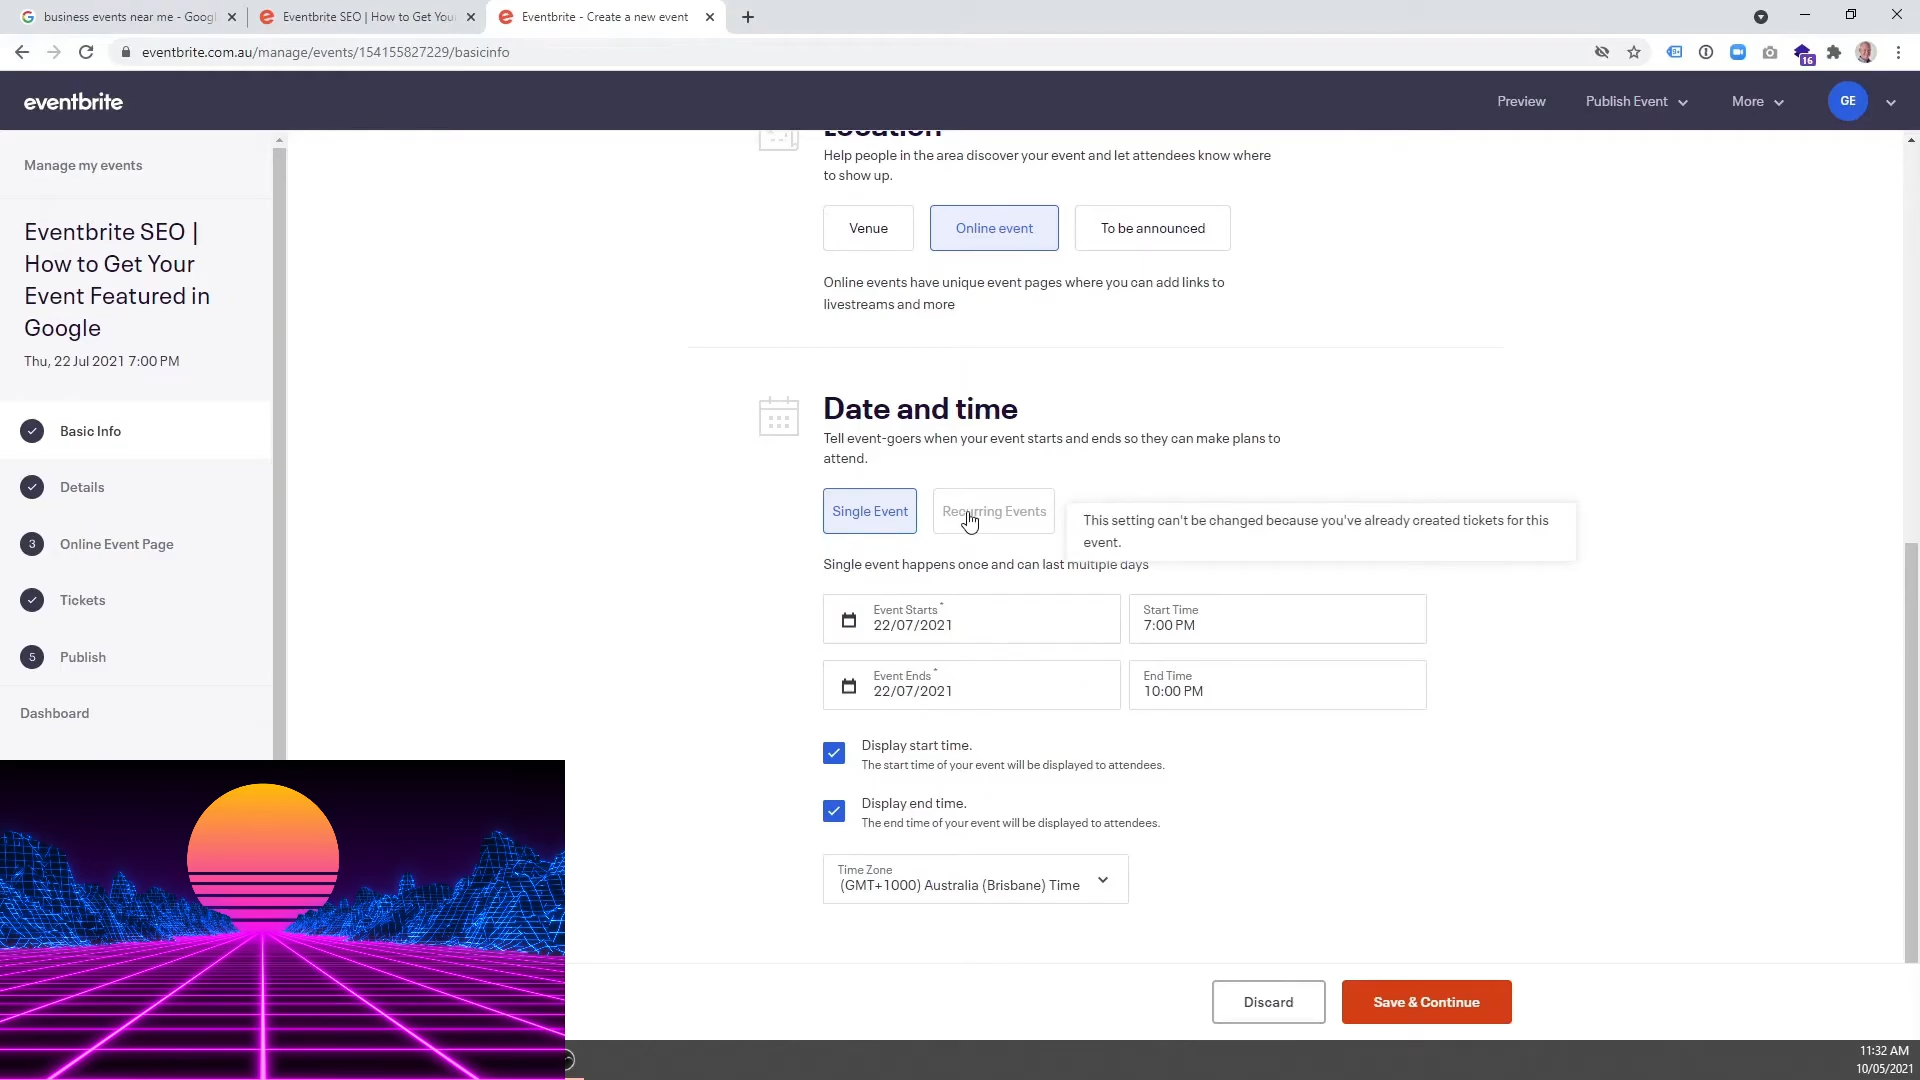 business events near me - Googl
Eventbrite SEO | How to Get You
Eventbrite - Create a new event
eventbrite.com.au/manage/events/154155827229/basicinfo
16
eventbrite
Preview
Publish Event
More
GE
Manage my events
Eventbrite SEO |
How to Get Your
Event Featured in
Google
Thu, 22 Jul 2021 7:00 PM
Basic Info
Details
3 Online Event Page
Tickets
5 Publish
Dashboard
Location
Help people in the area discover your event and let attendees know where
to show up.
Venue
Online event
To be announced
Online events have unique event pages where you can add links to
livestreams and more
Date and time
Tell event-goers when your event starts and ends so they can make plans to
attend.
Single Event
Recurring Events
This setting can't be changed because you've already created tickets for this
event.
Single event happens once and can last multiple days
Event Starts*
22/07/2021
Start Time
7:00 PM
Event Ends*
22/07/2021
End Time
10:00 PM
Display start time.
The start time of your event will be displayed to attendees.
Display end time.
The end time of your event will be displayed to attendees.
Time Zone
(GMT+1000) Australia (Brisbane) Time
Discard
Save & Continue
11:32 AM
10/05/2021